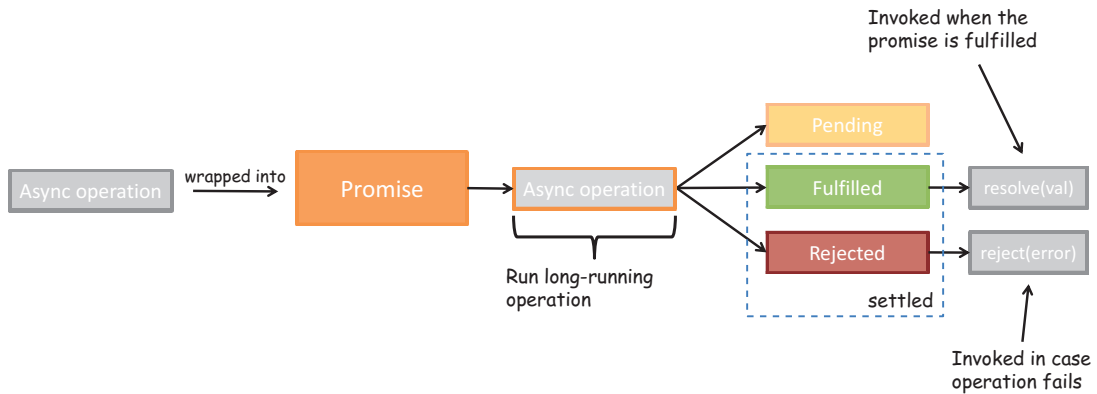 Invoked when the
promise is fulfilled
Pending
wrapped into
Async operation
Promise
Async operation
Fulfilled
resolve(val)
Rejected
reject(error)
Run long-running
operation
settled
Invoked in case
operation fails